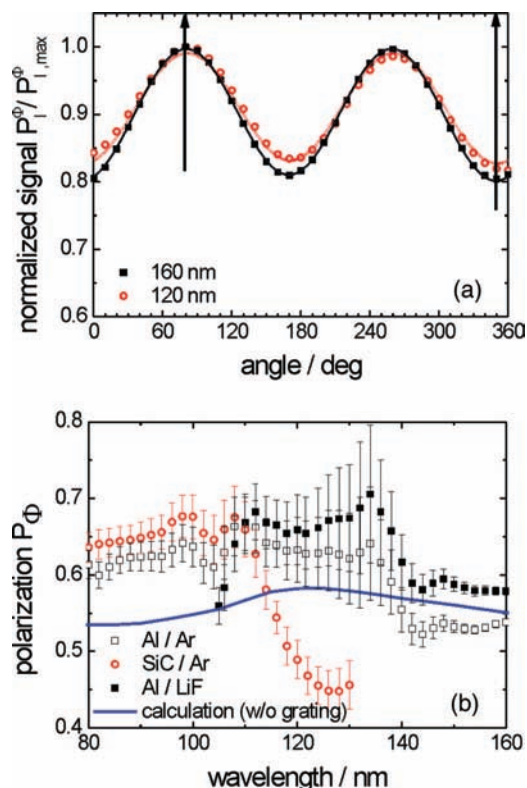 normalized signal P_I^Φ / P_{I,max}^Φ
1.0
0.9
0.8
0.7
0.6
160 nm
120 nm
(a)
0 60 120 180 240 300 360
angle / deg
polarization P_Φ
0.8
0.7
0.6
0.5
0.4
Al / Ar
SiC / Ar
Al / LiF
calculation (w/o grating)
(b)
80 100 120 140 160
wavelength / nm